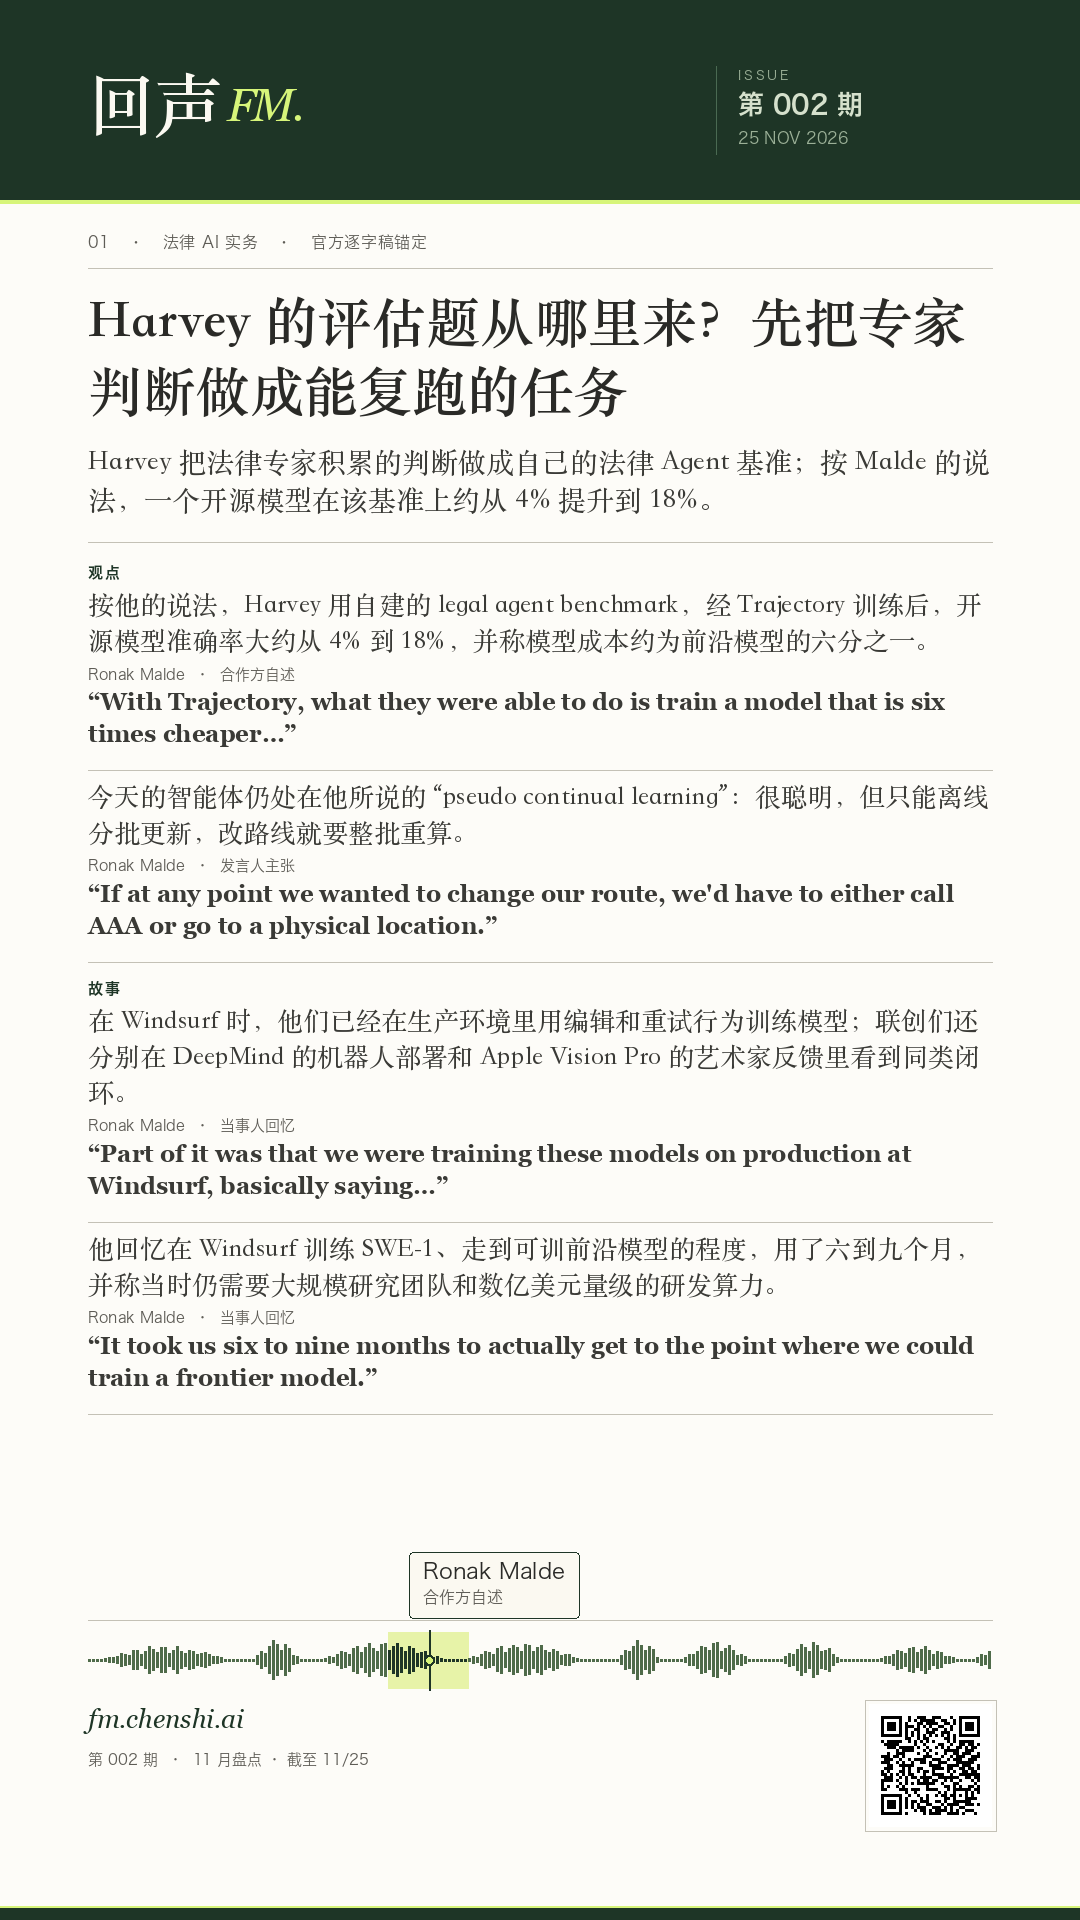 回声 FM.
ISSUE
第 002 期
25 NOV 2026
01 · 法律 AI 实务 · 官方逐字稿锚定
Harvey 的评估题从哪里来？先把专家
判断做成能复跑的任务
Harvey 把法律专家积累的判断做成自己的法律 Agent 基准；按 Malde 的说
法，一个开源模型在该基准上约从 4% 提升到 18%。
观点
按他的说法，Harvey 用自建的 legal agent benchmark，经 Trajectory 训练后，开
源模型准确率大约从 4% 到 18%，并称模型成本约为前沿模型的六分之一。
Ronak Malde · 合作方自述
“With Trajectory, what they were able to do is train a model that is six
times cheaper…”
今天的智能体仍处在他所说的 “pseudo continual learning”：很聪明，但只能离线
分批更新，改路线就要整批重算。
Ronak Malde · 发言人主张
“If at any point we wanted to change our route, we'd have to either call
AAA or go to a physical location.”
故事
在 Windsurf 时，他们已经在生产环境里用编辑和重试行为训练模型；联创们还
分别在 DeepMind 的机器人部署和 Apple Vision Pro 的艺术家反馈里看到同类闭
环。
Ronak Malde · 当事人回忆
“Part of it was that we were training these models on production at
Windsurf, basically saying…”
他回忆在 Windsurf 训练 SWE-1、走到可训前沿模型的程度，用了六到九个月，
并称当时仍需要大规模研究团队和数亿美元量级的研发算力。
Ronak Malde · 当事人回忆
“It took us six to nine months to actually get to the point where we could
train a frontier model.”
Ronak Malde
合作方自述
fm.chenshi.ai
第 002 期 · 11 月盘点 · 截至 11/25